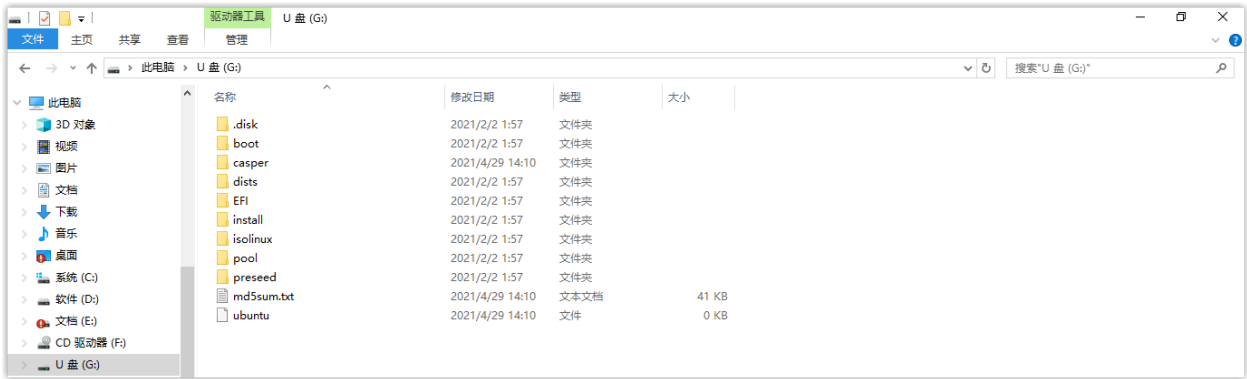 驱动器工具 U 盘 (G:)
文件 主页 共享 查看 管理
此电脑 U 盘 (G:) 搜索"U 盘 (G:)"
此电脑
3D 对象
视频
图片
文档
下载
音乐
桌面
系统 (C:)
软件 (D:)
文档 (E:)
CD 驱动器 (F:)
U 盘 (G:)
名称 修改日期 类型 大小
.disk 2021/2/2 1:57 文件夹
boot 2021/2/2 1:57 文件夹
casper 2021/4/29 14:10 文件夹
dists 2021/2/2 1:57 文件夹
EFI 2021/2/2 1:57 文件夹
install 2021/2/2 1:57 文件夹
isolinux 2021/2/2 1:57 文件夹
pool 2021/2/2 1:57 文件夹
preseed 2021/2/2 1:57 文件夹
md5sum.txt 2021/4/29 14:10 文本文档 41 KB
ubuntu 2021/4/29 14:10 文件 0 KB